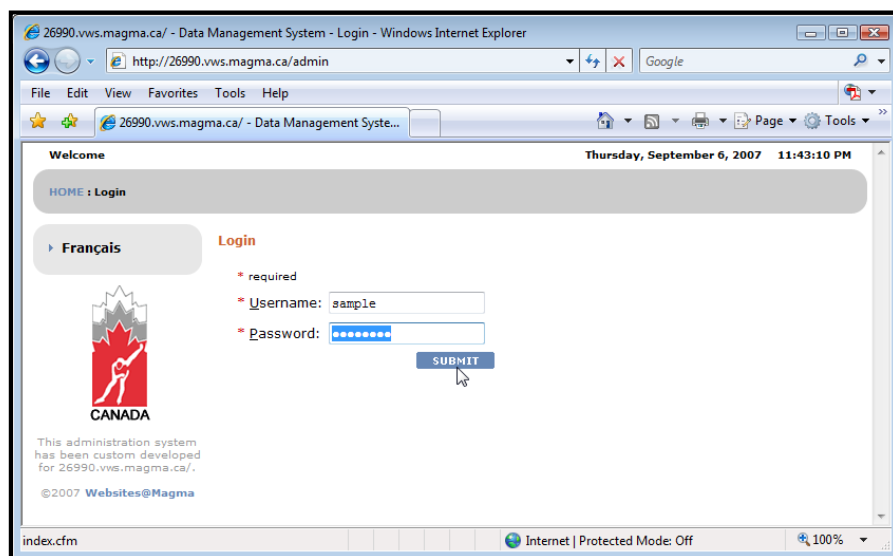 26990.vws.magma.ca/ - Data Management System - Login - Windows Internet Explorer
http://26990.vws.magma.ca/admin
Google
File Edit View Favorites Tools Help
26990.vws.magma.ca/ - Data Management Syste...
Page Tools
Welcome
Thursday, September 6, 2007 11:43:10 PM
HOME : Login
Français
Login
* required
* Username: sample
* Password: ••••••••
SUBMIT
CANADA
This administration system
has been custom developed
for 26990.vws.magma.ca/.
©2007 Websites@Magma
index.cfm
Internet | Protected Mode: Off
100%